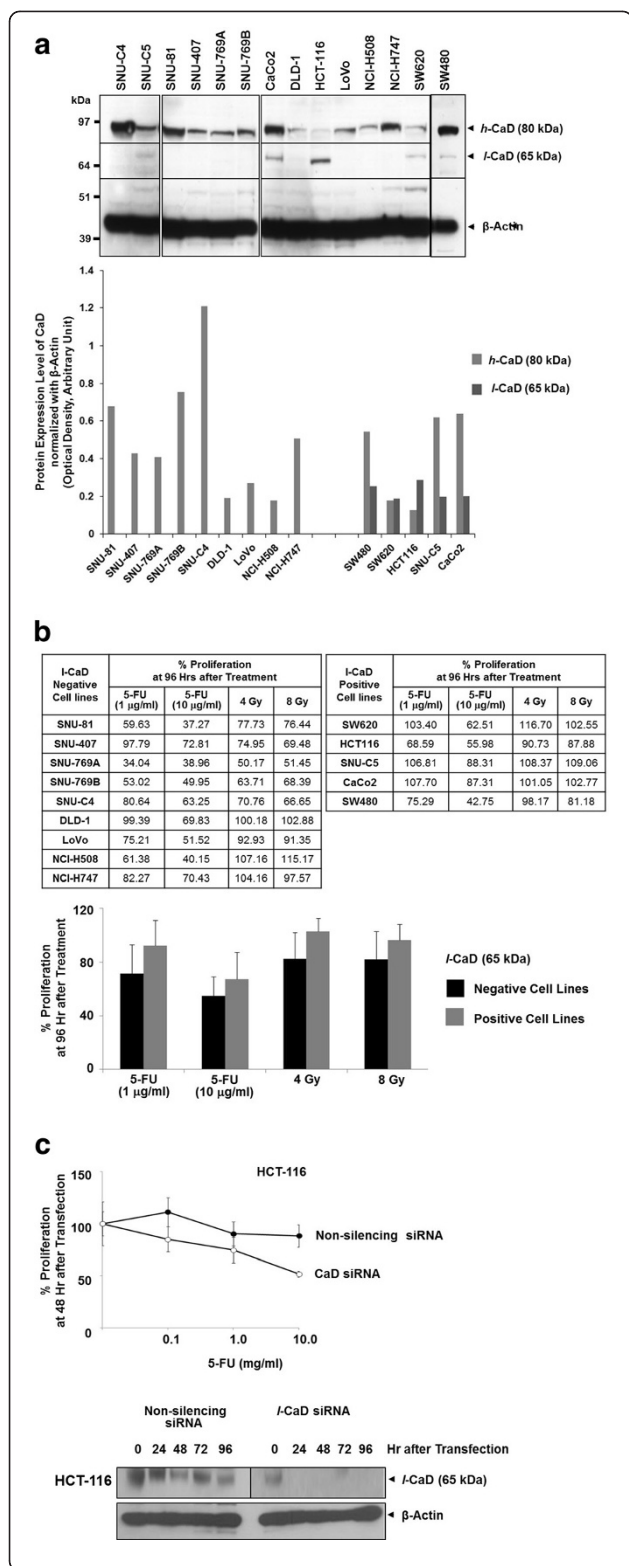 a
SNU-C4 SNU-C5 SNU-81 SNU-407 SNU-769A SNU-769B CaCo2 DLD-1 HCT-116 LoVo NCI-H508 NCI-H747 SW620 SW480
kDa
97
64
51
39
h-CaD (80 kDa)
l-CaD (65 kDa)
β-Actin
Protein Expression Level of CaD
normalized with β-Actin
(Optical Density, Arbitrary Unit)
1.4
1.2
1
0.8
0.6
0.4
0.2
0
h-CaD (80 kDa)
l-CaD (65 kDa)
SNU-81 SNU-407 SNU-769A SNU-769B SNU-C4 DLD-1 LoVo NCI-H508 NCI-H747 SW480 SW620 HCT116 SNU-C5 CaCo2
b
l-CaD
Negative
Cell lines
% Proliferation
at 96 Hrs after Treatment
5-FU (1 µg/ml) 5-FU (10 µg/ml) 4 Gy 8 Gy
SNU-81 59.63 37.27 77.73 76.44
SNU-407 97.79 72.81 74.95 69.48
SNU-769A 34.04 38.96 50.17 51.45
SNU-769B 53.02 49.95 63.71 68.39
SNU-C4 80.64 63.25 70.76 66.65
DLD-1 99.39 69.83 100.18 102.88
LoVo 75.21 51.52 92.93 91.35
NCI-H508 61.38 40.15 107.16 115.17
NCI-H747 82.27 70.43 104.16 97.57
l-CaD
Positive
Cell lines
% Proliferation
at 96 Hrs after Treatment
5-FU (1 µg/ml) 5-FU (10 µg/ml) 4 Gy 8 Gy
SW620 103.40 62.51 116.70 102.55
HCT116 68.59 55.98 90.73 87.88
SNU-C5 106.81 88.31 108.37 109.06
CaCo2 107.70 87.31 101.05 102.77
SW480 75.29 42.75 98.17 81.18
% Proliferation
at 96 Hr after Treatment
120
80
40
0
5-FU (1 µg/ml) 5-FU (10 µg/ml) 4 Gy 8 Gy
l-CaD (65 kDa)
Negative Cell Lines
Positive Cell Lines
c
HCT-116
% Proliferation
at 48 Hr after Transfection
150
100
50
0
Non-silencing siRNA
CaD siRNA
0.1 1.0 10.0
5-FU (mg/ml)
Non-silencing
siRNA
l-CaD siRNA
0 24 48 72 96 0 24 48 72 96 Hr after Transfection
HCT-116
l-CaD (65 kDa)
β-Actin